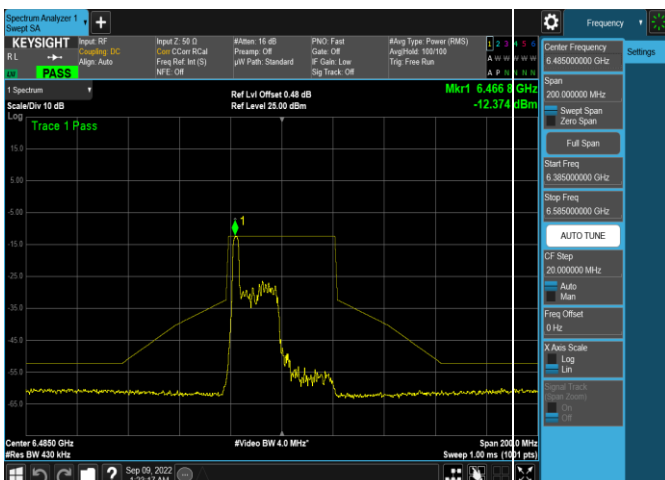 Spectrum Analyzer 1
Swept SA
+
Frequency
KEYSIGHT
R L
LW
PASS
Input: RF
Coupling: DC
Align: Auto
Input Z: 50 Ω
Corr CCorr RCal
Freq Ref: Int (S)
NFE: Off
#Atten: 16 dB
Preamp: Off
µW Path: Standard
PNO: Fast
Gate: Off
IF Gain: Low
Sig Track: Off
#Avg Type: Power (RMS)
Avg|Hold: 100/100
Trig: Free Run
1 2 3 4 5 6
A W W W W W
A P N N N N
1 Spectrum
Scale/Div 10 dB
Ref Lvl Offset 0.48 dB
Ref Level 25.00 dBm
Mkr1 6.466 8 GHz
-12.374 dBm
Log
Trace 1 Pass
15.0
5.00
-5.00
-15.0
-25.0
-35.0
-45.0
-55.0
-65.0
1
Center 6.4850 GHz
#Res BW 430 kHz
#Video BW 4.0 MHz*
Span 200.0 MHz
Sweep 1.00 ms (1001 pts)
Center Frequency
6.485000000 GHz
Settings
Span
200.000000 MHz
Swept Span
Zero Span
Full Span
Start Freq
6.385000000 GHz
Stop Freq
6.585000000 GHz
AUTO TUNE
CF Step
20.000000 MHz
Auto
Man
Freq Offset
0 Hz
X Axis Scale
Log
Lin
Signal Track
(Span Zoom)
On
Off
?
Sep 09, 2022